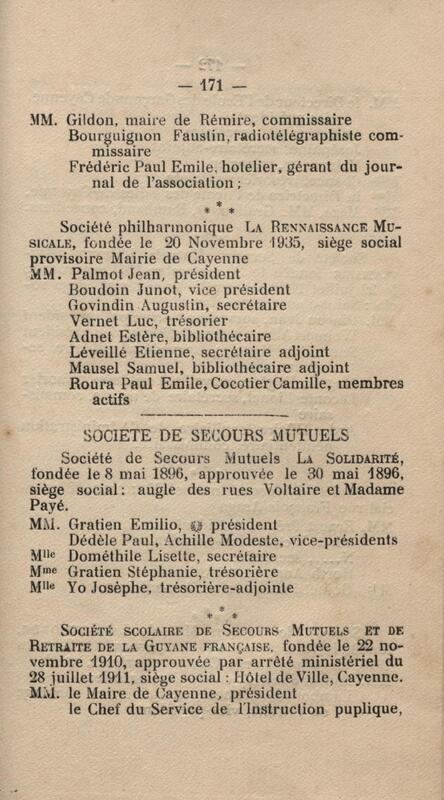 — 171 —
MM. Gildon, maire de Rémire, commissaire
Bourguignon Faustin, radiotélégraphiste com-
missaire
Frédéric Paul Emile, hotelier, gérant du jour-
nal de l'association ;
* * *
Société philharmonique LA RENNAISSANCE MU-
SICALE, fondée le 20 Novembre 1935, siège social
provisoire Mairie de Cayenne
MM. Palmot Jean, président
Boudoin Junot, vice président
Govindin Augustin, secrétaire
Vernet Luc, trésorier
Adnet Estère, bibliothécaire
Léveillé Etienne, secrétaire adjoint
Mausel Samuel, bibliothécaire adjoint
Roura Paul Emile, Cocotier Camille, membres
actifs
SOCIETE DE SECOURS MUTUELS
Société de Secours Mutuels LA SOLIDARITÉ,
fondée le 8 mai 1896, approuvée le 30 mai 1896,
siège social : augle des rues Voltaire et Madame
Payé.
MM. Gratien Emilio, président
Dédèle Paul, Achille Modeste, vice-présidents
Mlle Dométhile Lisette, secrétaire
Mme Gratien Stéphanie, trésorière
Mlle Yo Josèphe, trésorière-adjointe
* * *
SOCIÉTÉ SCOLAIRE DE SECOURS MUTUELS ET DE
RETRAITE DE LA GUYANE FRANÇAISE, fondée le 22 no-
vembre 1910, approuvée par arrêté ministériel du
28 juillet 1911, siège social : Hôtel de Ville, Cayenne.
MM. le Maire de Cayenne, président
le Chef du Service de l'Instruction puplique,